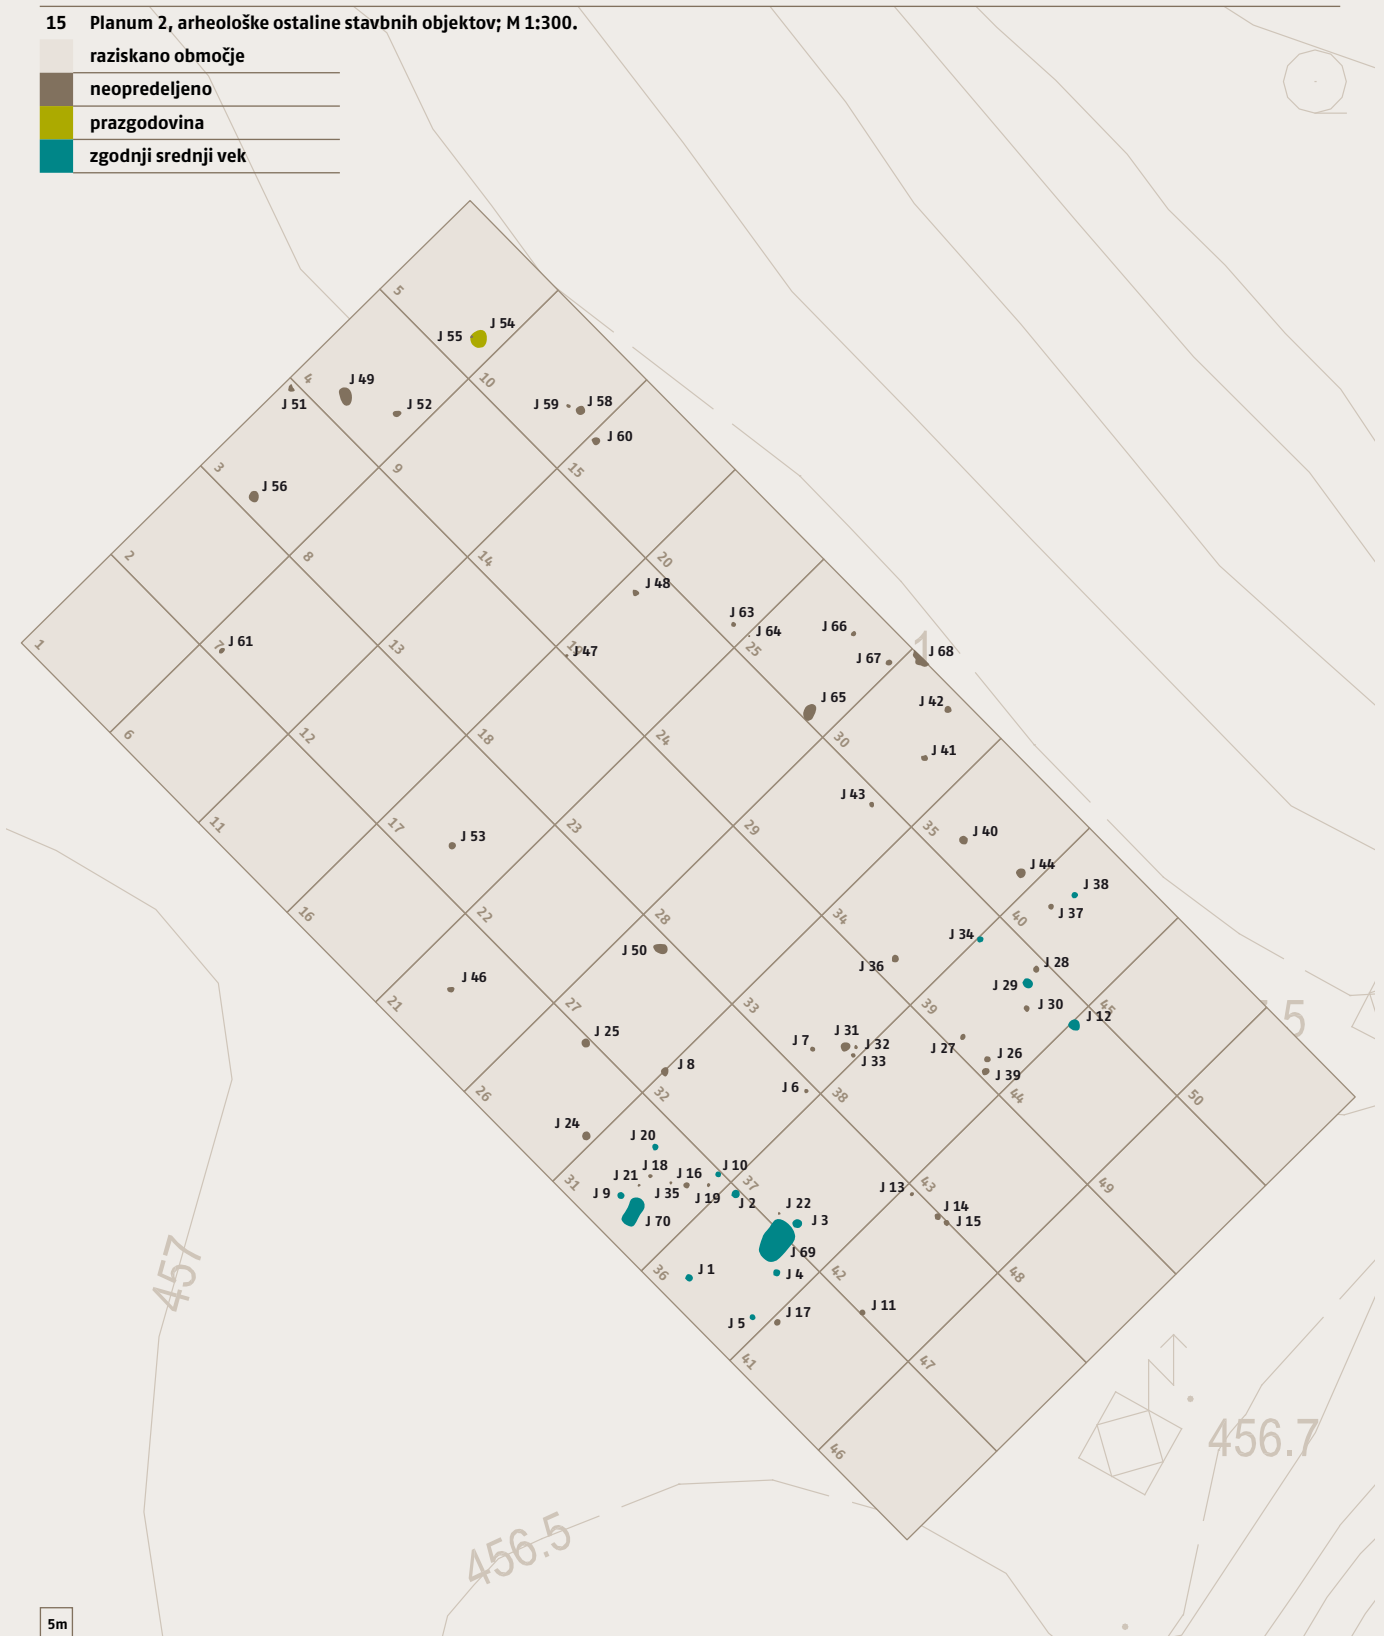 15 Planum 2, arheološke ostaline stavbnih objektov; M 1:300.
raziskano območje
neopredeljeno
prazgodovina
zgodnji srednji vek
5
J 54
J 55
4
J 49
10
J 51
J 52
J 59
J 58
J 60
3
9
15
J 56
2
8
14
20
J 48
J 63
J 64
J 66
1
7
J 61
13
J 47
25
J 67
1
J 68
J 65
J 42
6
12
18
24
30
J 41
J 43
11
17
23
29
35
J 53
J 40
J 44
J 38
J 37
16
22
28
34
40
J 34
J 50
J 36
J 28
J 46
J 29
21
27
33
39
J 30
45
J 12
.5
J 25
J 7
J 31
J 32
J 33
J 27
J 26
J 8
J 39
26
32
J 6
38
44
50
J 24
J 20
J 18
J 10
J 21
J 16
31
J 9
J 35
J 19
J 2
37
J 13
43
49
J 22
J 14
J 70
J 3
J 15
J 69
457
36
J 1
J 4
42
48
J 5
J 17
J 11
41
47
456.7
46
456.5
5m